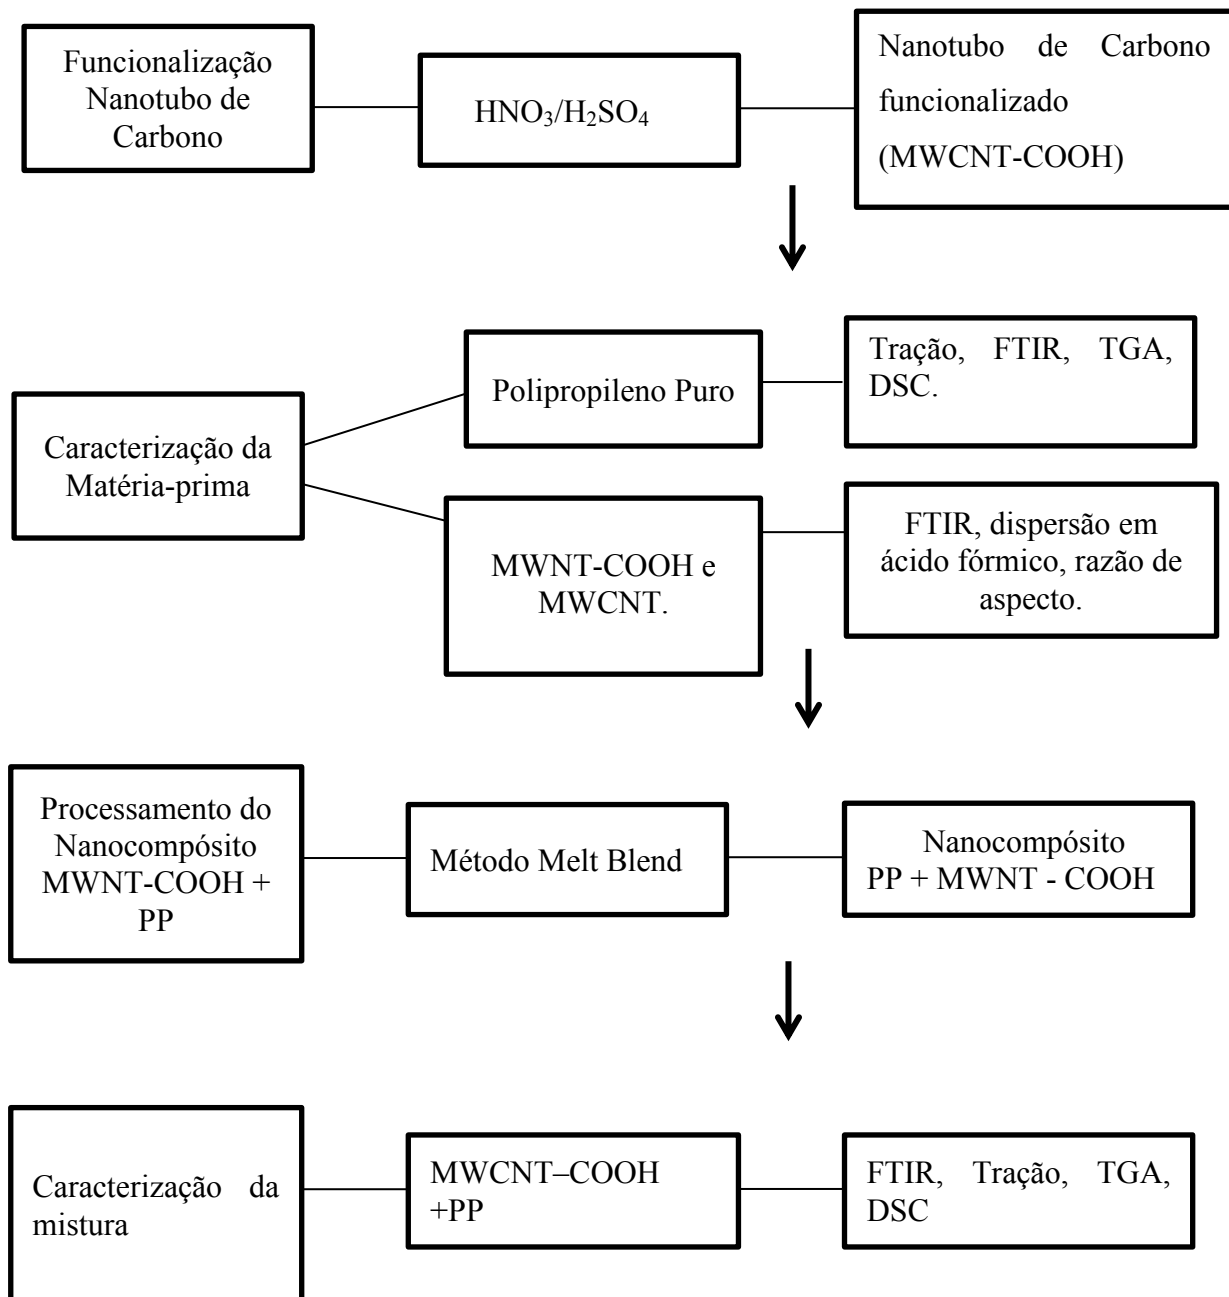 Funcionalização
Nanotubo de
Carbono
HNO₃/H₂SO₄
Nanotubo de Carbono
funcionalizado
(MWCNT-COOH)
Caracterização da
Matéria-prima
Polipropileno Puro
Tração, FTIR, TGA,
DSC.
MWNT-COOH e
MWCNT.
FTIR, dispersão em
ácido fórmico, razão de
aspecto.
Processamento do
Nanocompósito
MWNT-COOH +
PP
Método Melt Blend
Nanocompósito
PP + MWNT - COOH
Caracterização da
mistura
MWCNT–COOH
+PP
FTIR, Tração, TGA,
DSC